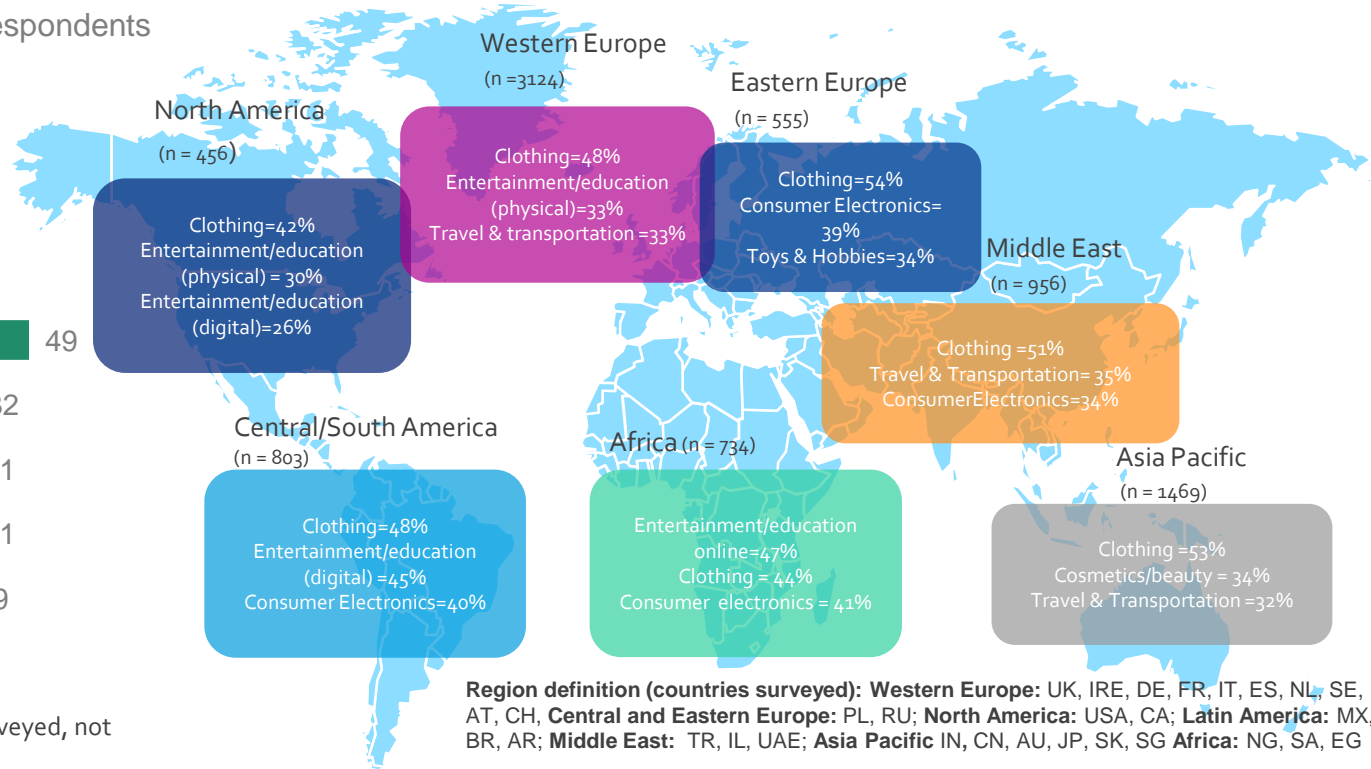 espondents
Western Europe
(n =3124)
Eastern Europe
(n = 555)
North America
(n = 456)
Clothing=48%
Entertainment/education
(physical)=33%
Travel & transportation =33%
Clothing=54%
Consumer Electronics=
39%
Toys & Hobbies=34%
Clothing=42%
Entertainment/education
(physical) = 30%
Entertainment/education
(digital)=26%
Middle East
(n = 956)
49
Clothing =51%
Travel & Transportation= 35%
ConsumerElectronics=34%
32
1
1
9
Central/South America
(n = 803)
Africa (n = 734)
Asia Pacific
(n = 1469)
Clothing=48%
Entertainment/education
(digital) =45%
Consumer Electronics=40%
Entertainment/education
online=47%
Clothing = 44%
Consumer electronics = 41%
Clothing =53%
Cosmetics/beauty = 34%
Travel & Transportation =32%
veyed, not
Region definition (countries surveyed): Western Europe: UK, IRE, DE, FR, IT, ES, NL, SE,
AT, CH, Central and Eastern Europe: PL, RU; North America: USA, CA; Latin America: MX,
BR, AR; Middle East: TR, IL, UAE; Asia Pacific IN, CN, AU, JP, SK, SG Africa: NG, SA, EG